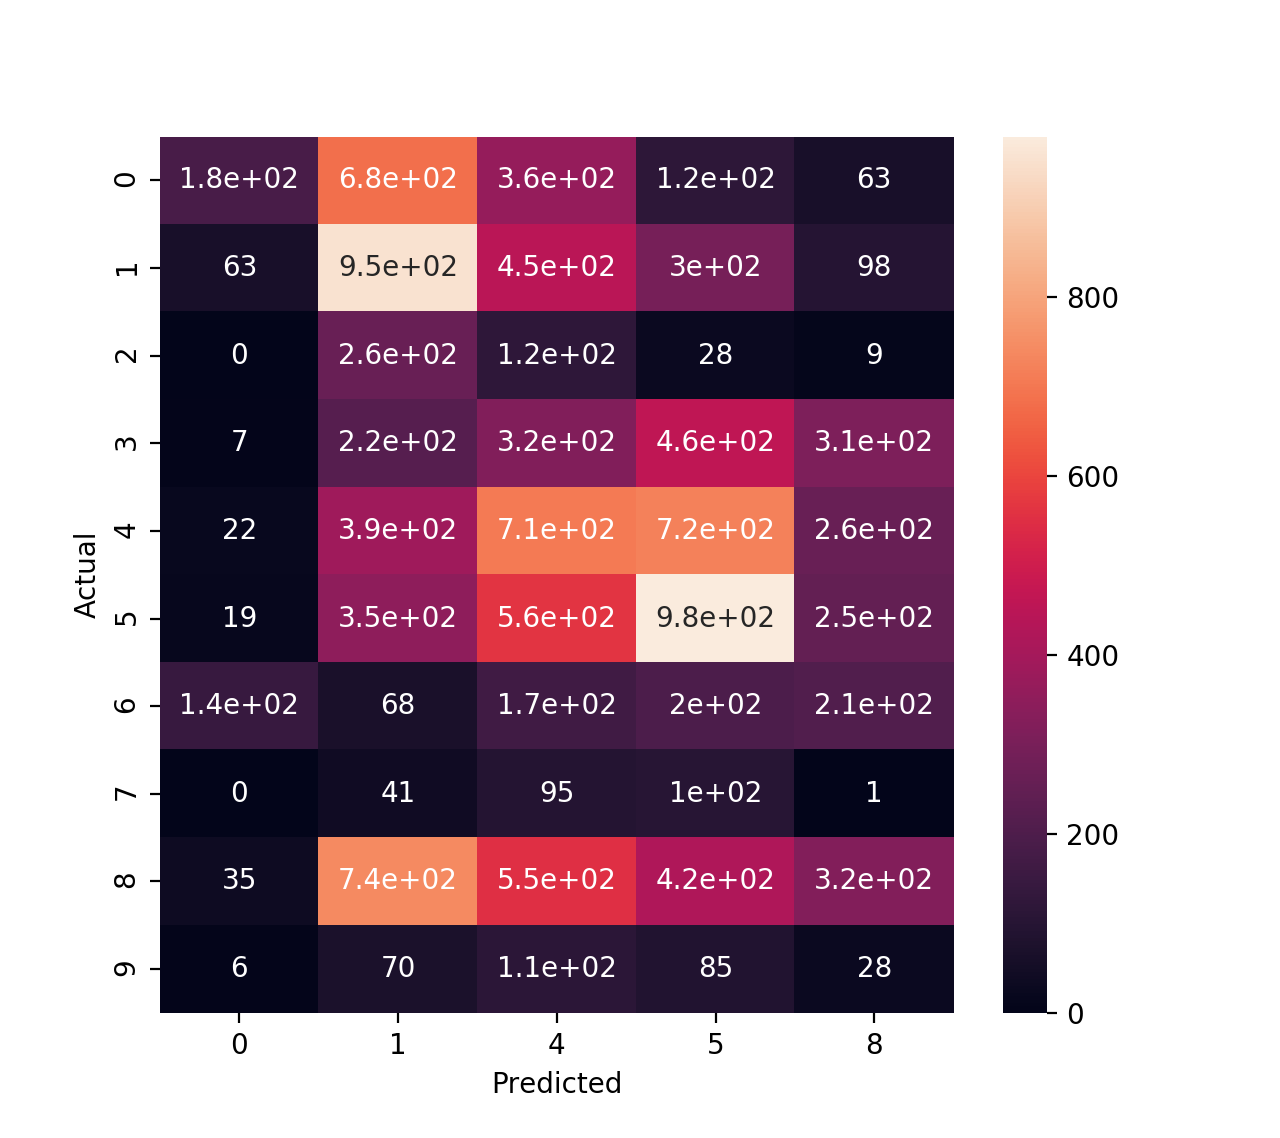 0 1.8e+02 6.8e+02 3.6e+02 1.2e+02 63
1 63 9.5e+02 4.5e+02 3e+02 98
2 0 2.6e+02 1.2e+02 28 9
3 7 2.2e+02 3.2e+02 4.6e+02 3.1e+02
4 22 3.9e+02 7.1e+02 7.2e+02 2.6e+02
5 19 3.5e+02 5.6e+02 9.8e+02 2.5e+02
6 1.4e+02 68 1.7e+02 2e+02 2.1e+02
7 0 41 95 1e+02 1
8 35 7.4e+02 5.5e+02 4.2e+02 3.2e+02
9 6 70 1.1e+02 85 28
0 1 4 5 8
Predicted
Actual
800
600
400
200
0